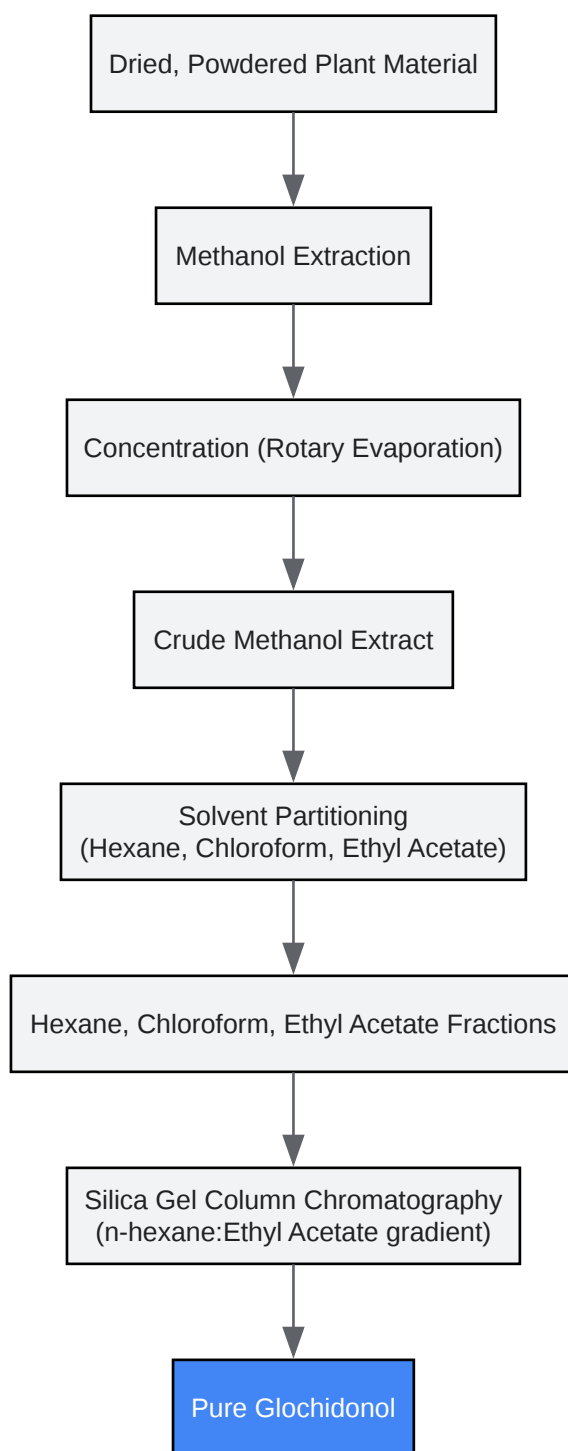 Dried, Powdered Plant Material
Methanol Extraction
Concentration (Rotary Evaporation)
Crude Methanol Extract
Solvent Partitioning
(Hexane, Chloroform, Ethyl Acetate)
Hexane, Chloroform, Ethyl Acetate Fractions
Silica Gel Column Chromatography
(n-hexane:Ethyl Acetate gradient)
Pure Glochidonol